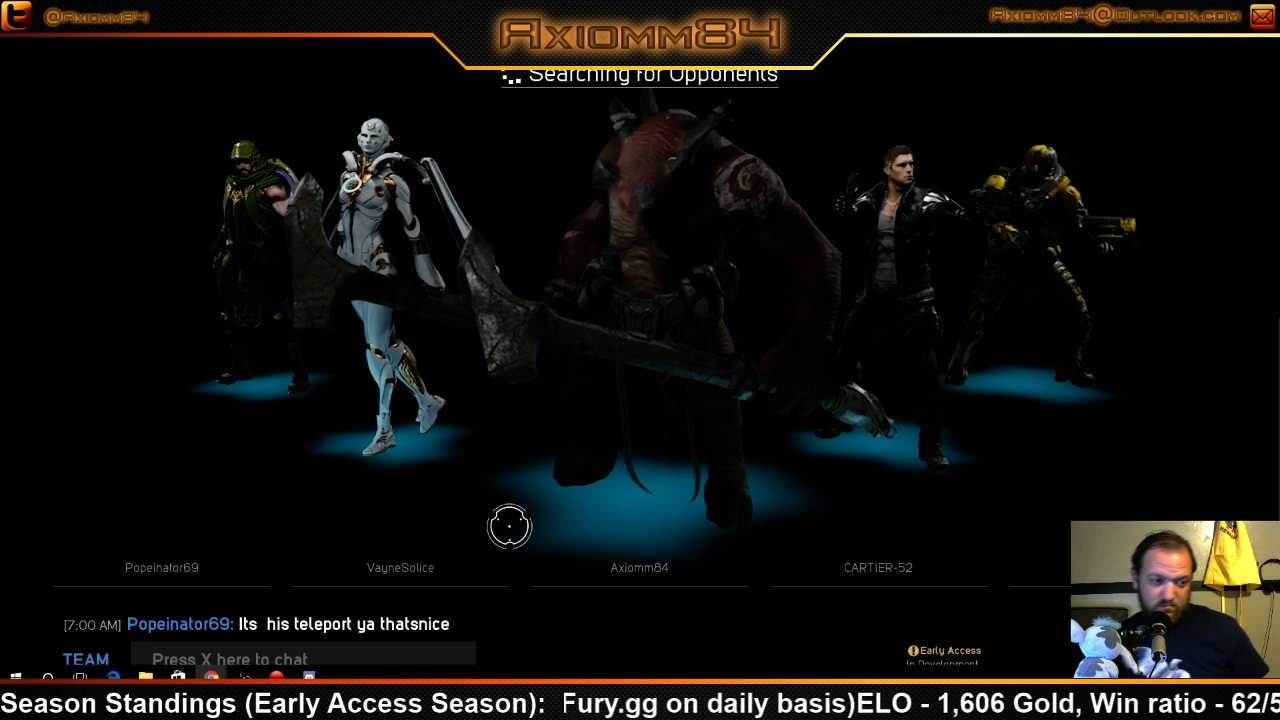 @Axiomm84
Axiomm84
Axiomm84@Outlook.com
Searching for Opponents
Popeinator69
VayneSolice
Axiomm84
CARTIER-52
[7:00 AM] Popeinator69: Its his teleport ya thatsnice
TEAM
Press X here to chat
Early Access
In Development
Season Standings (Early Access Season): Fury.gg on daily basis)ELO - 1,606 Gold, Win ratio - 62/5